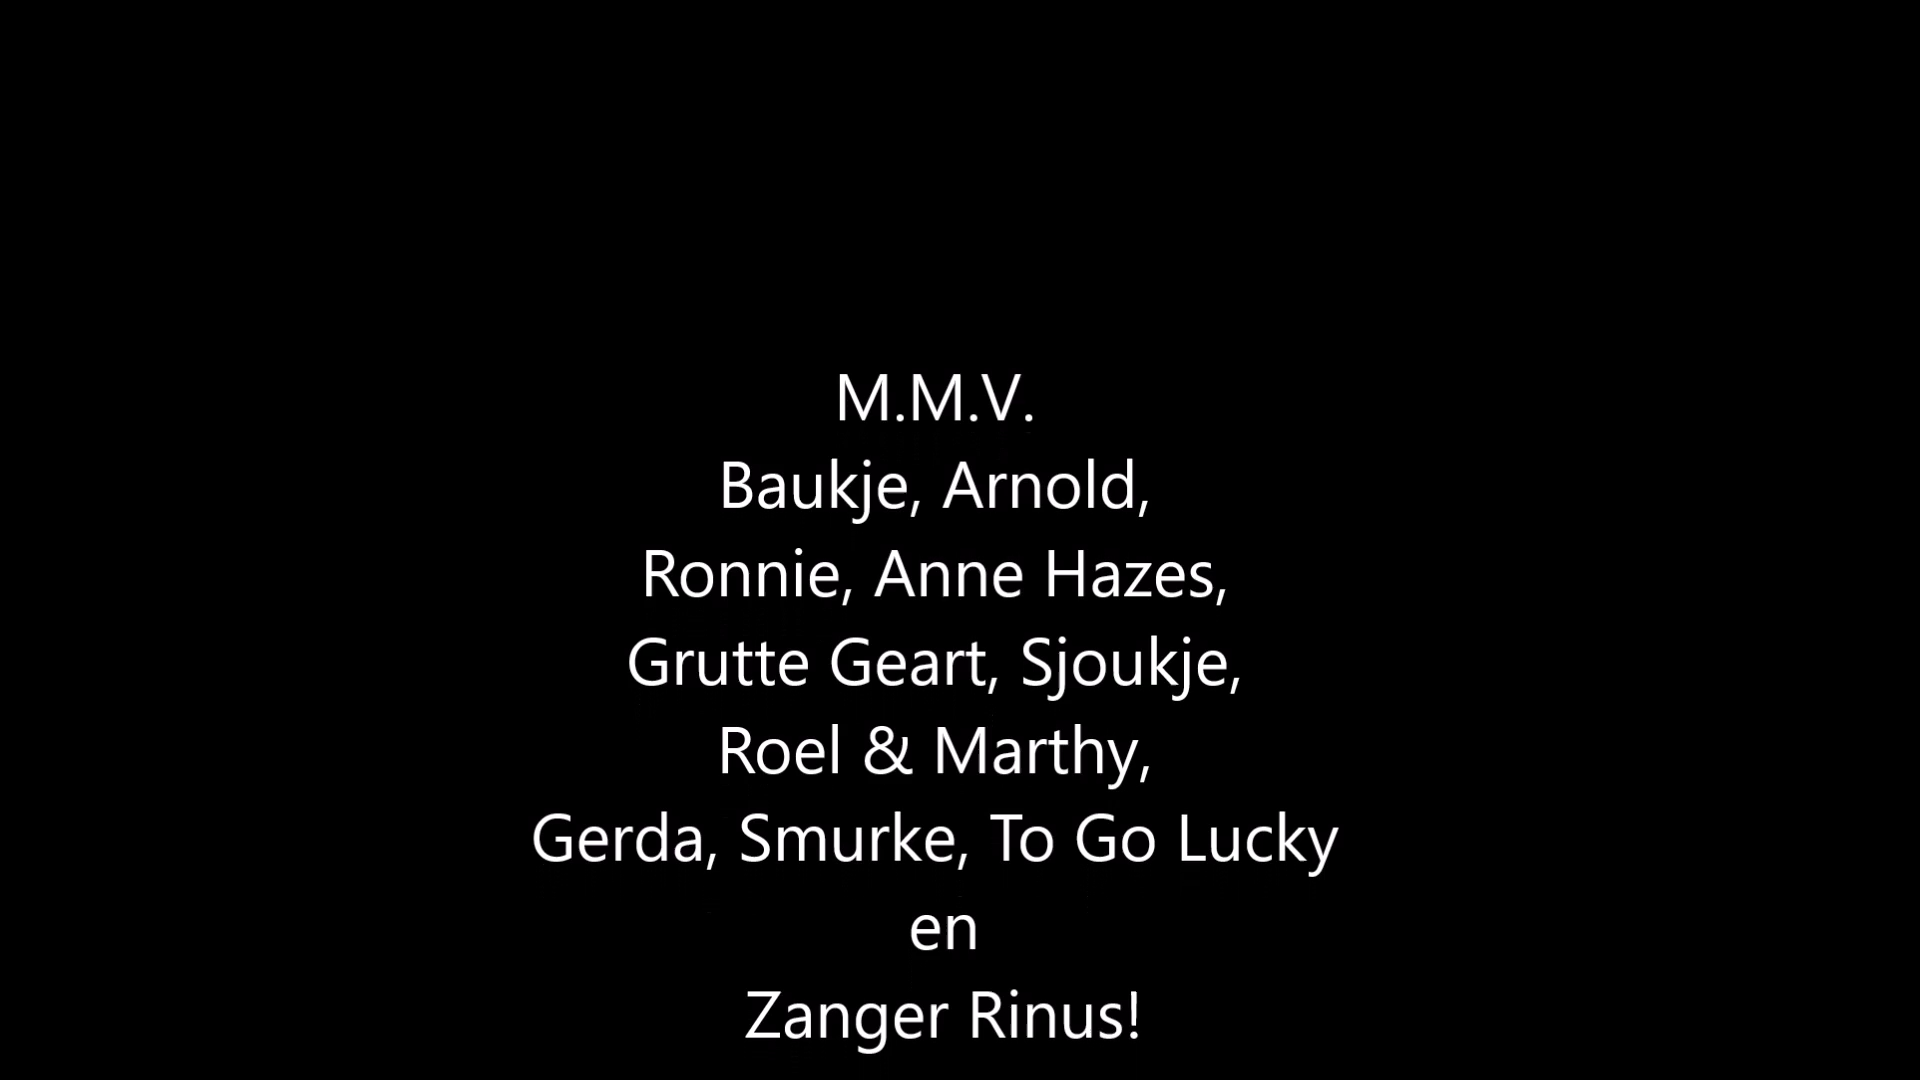 M.M.V.
Baukje, Arnold,
Ronnie, Anne Hazes,
Grutte Geart, Sjoukje,
Roel & Marthy,
Gerda, Smurke, To Go Lucky
en
Zanger Rinus!